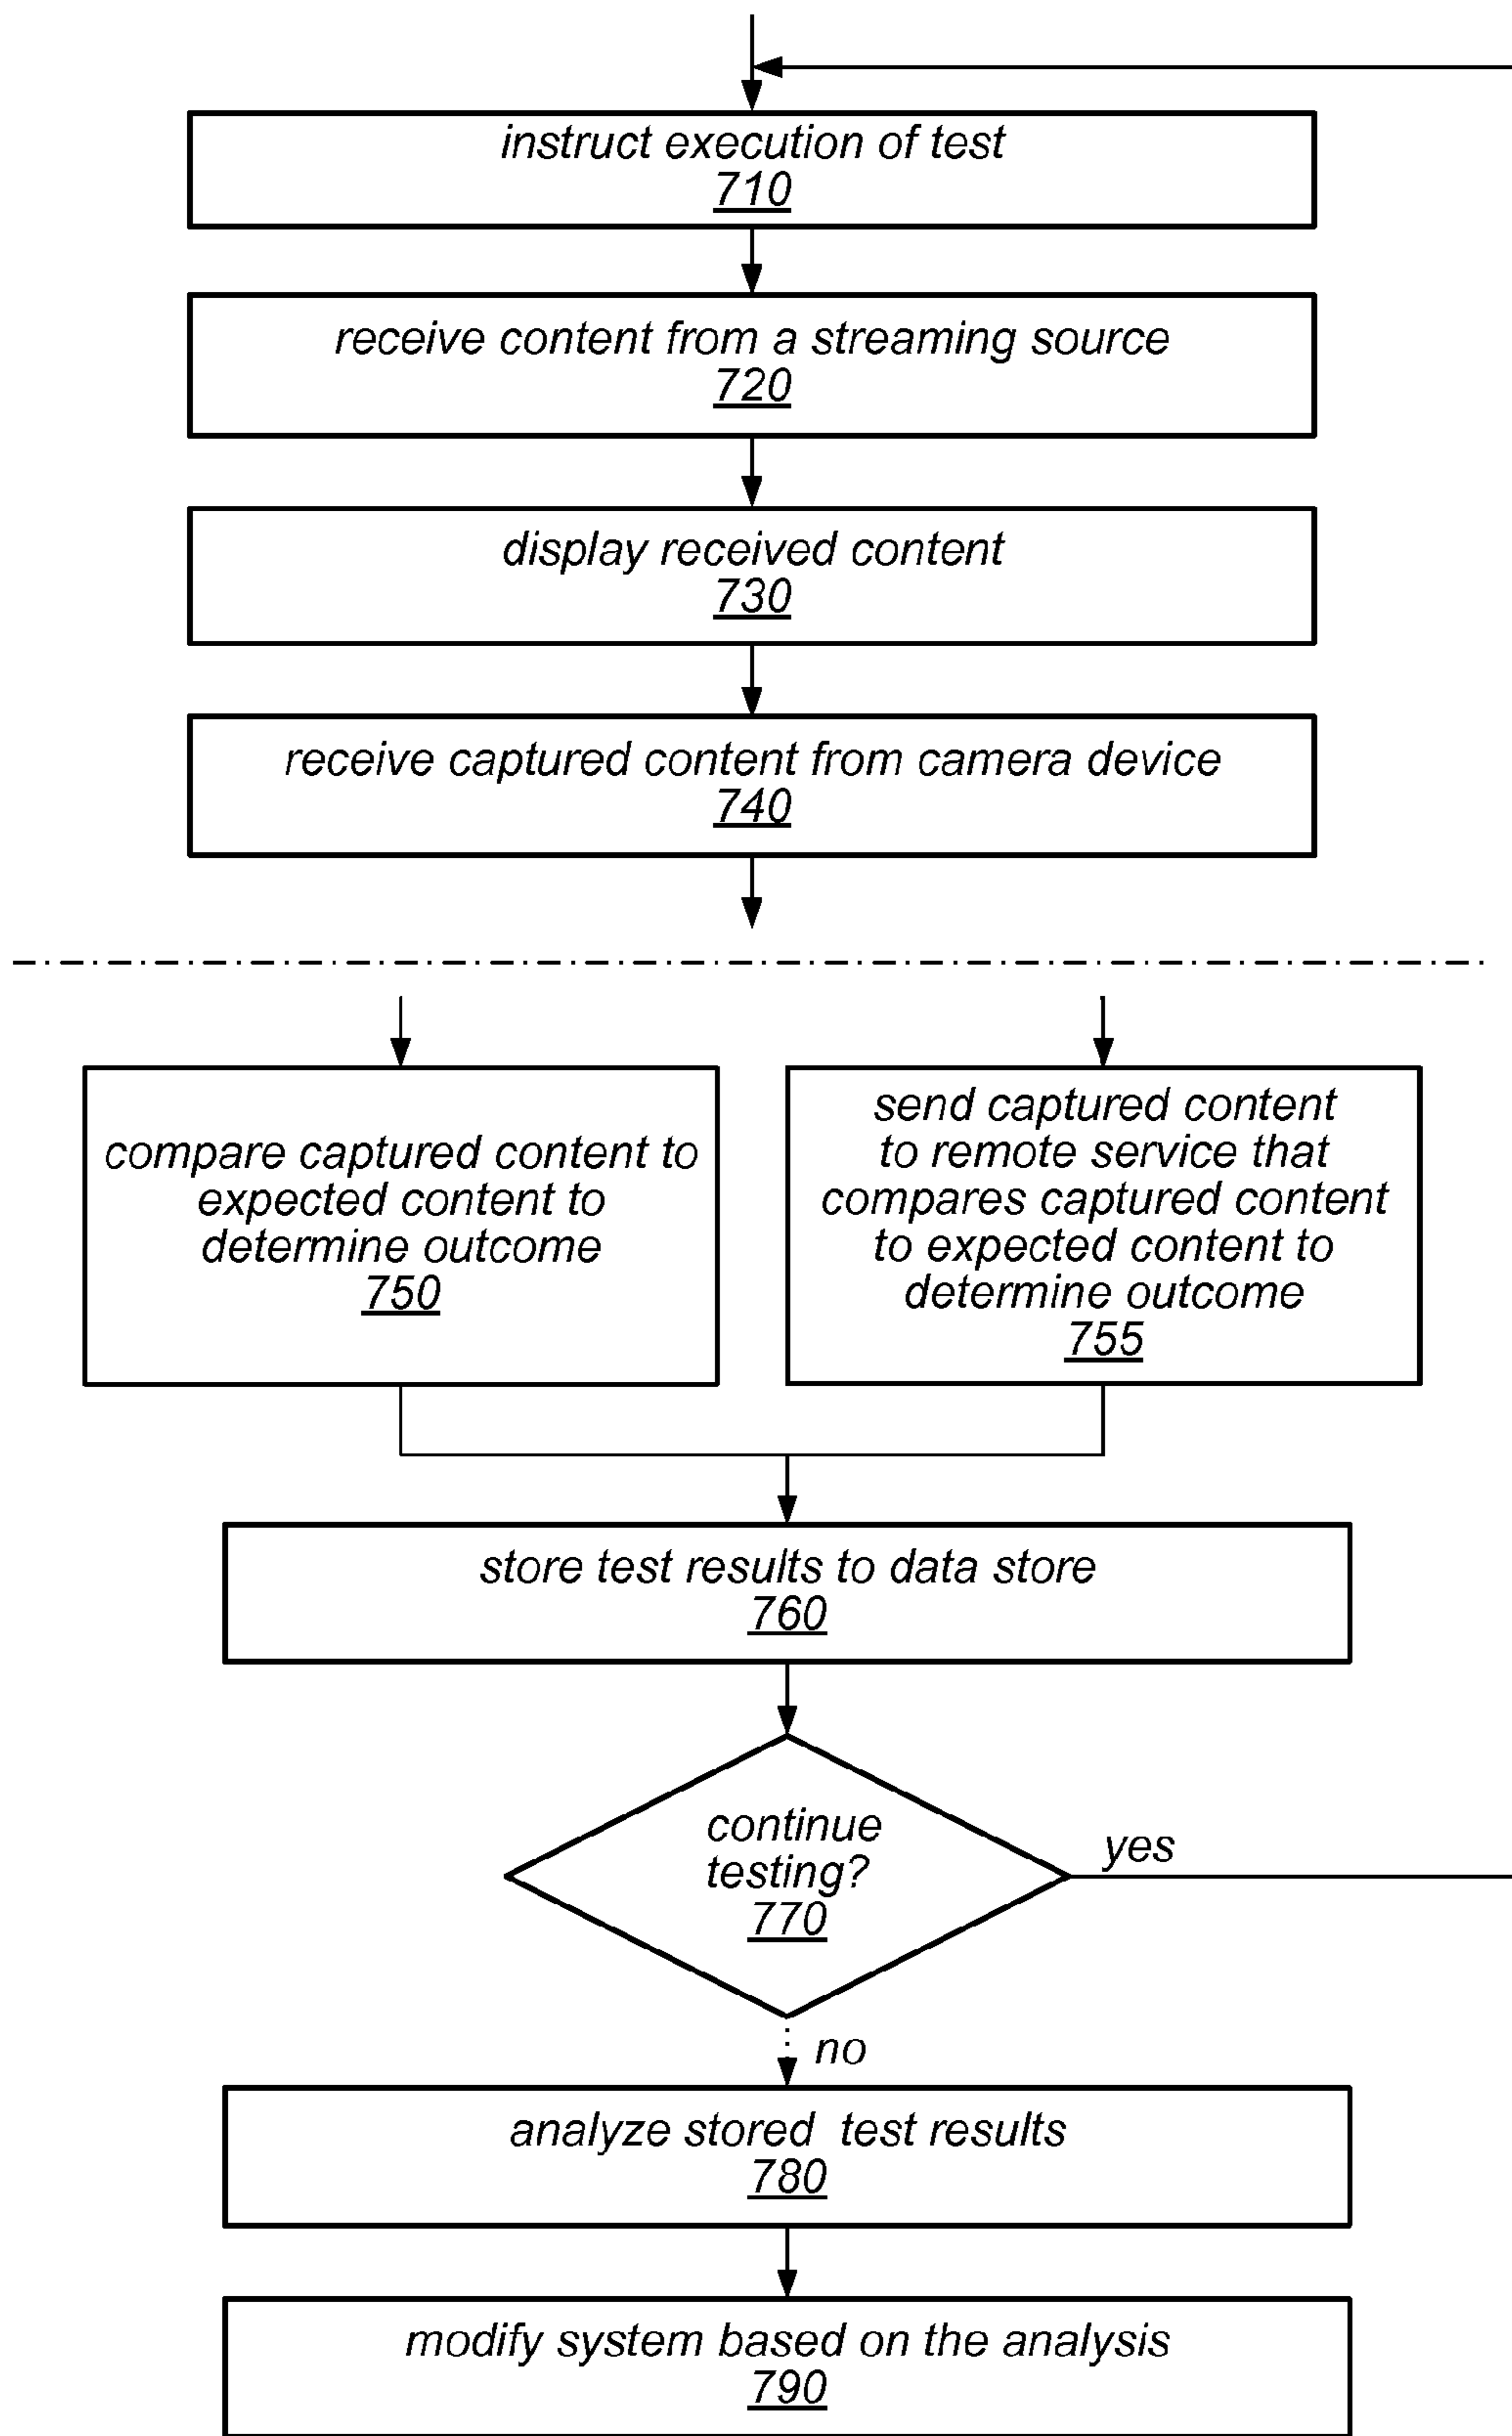 instruct execution of test
710
receive content from a streaming source
720
display received content
730
receive captured content from camera device
740
compare captured content to
expected content to
determine outcome
750
send captured content
to remote service that
compares captured content
to expected content to
determine outcome
755
store test results to data store
760
continue
testing?
770
yes
no
analyze stored test results
780
modify system based on the analysis
790